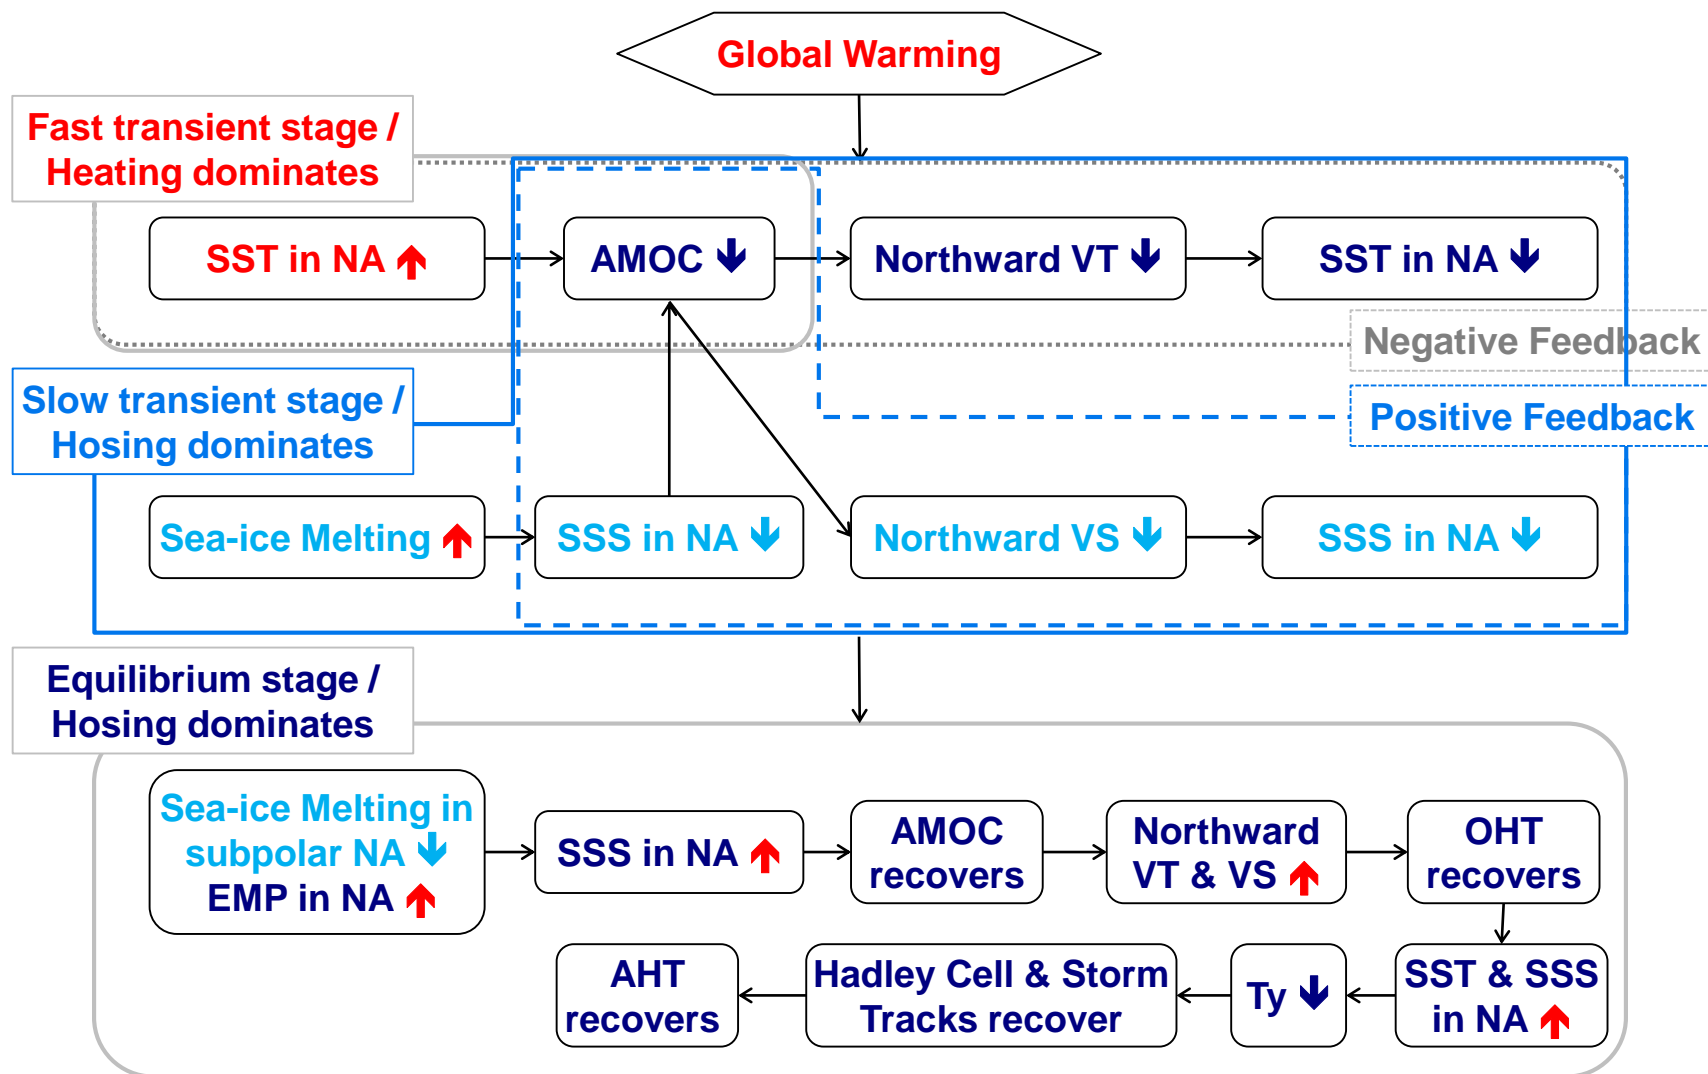 Global Warming
Fast transient stage /
Heating dominates
SST in NA
AMOC
Northward VT
SST in NA
Negative Feedback
Slow transient stage /
Hosing dominates
Positive Feedback
Sea-ice Melting
SSS in NA
Northward VS
SSS in NA
Equilibrium stage /
Hosing dominates
Sea-ice Melting in
subpolar NA
EMP in NA
SSS in NA
AMOC
recovers
Northward
VT & VS
OHT
recovers
AHT
recovers
Hadley Cell & Storm
Tracks recover
Ty
SST & SSS
in NA